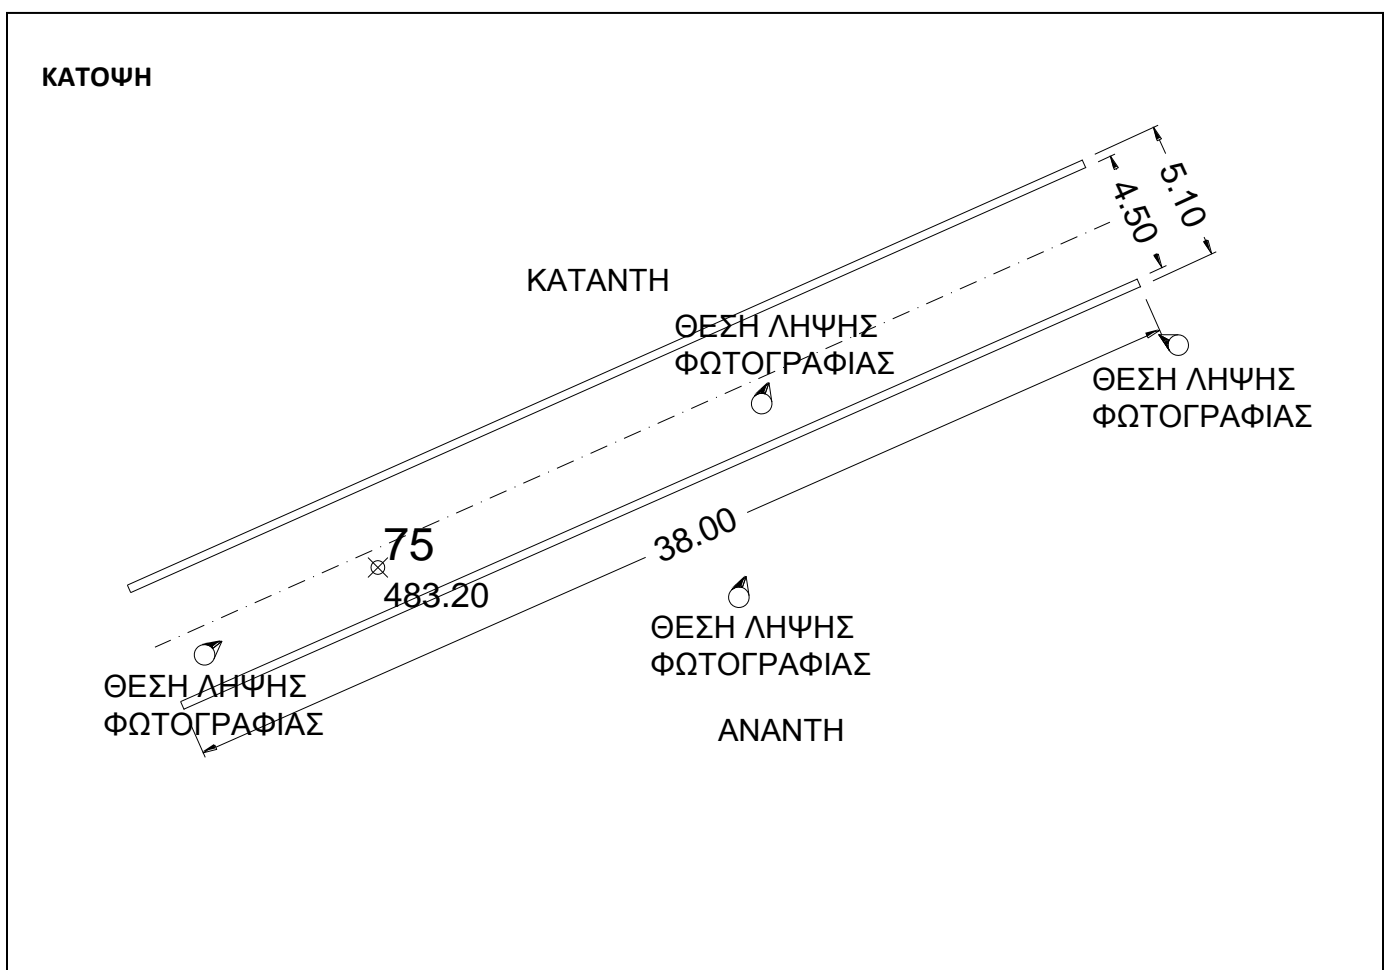 ΚΑΤΟΨΗ
5.10
4.50
ΚΑΤΑΝΤΗ
ΘΕΣΗ ΛΗΨΗΣ
ΦΩΤΟΓΡΑΦΙΑΣ
ΘΕΣΗ ΛΗΨΗΣ
ΦΩΤΟΓΡΑΦΙΑΣ
75
483.20
38.00
ΘΕΣΗ ΛΗΨΗΣ
ΦΩΤΟΓΡΑΦΙΑΣ
ΘΕΣΗ ΛΗΨΗΣ
ΦΩΤΟΓΡΑΦΙΑΣ
ΑΝΑΝΤΗ